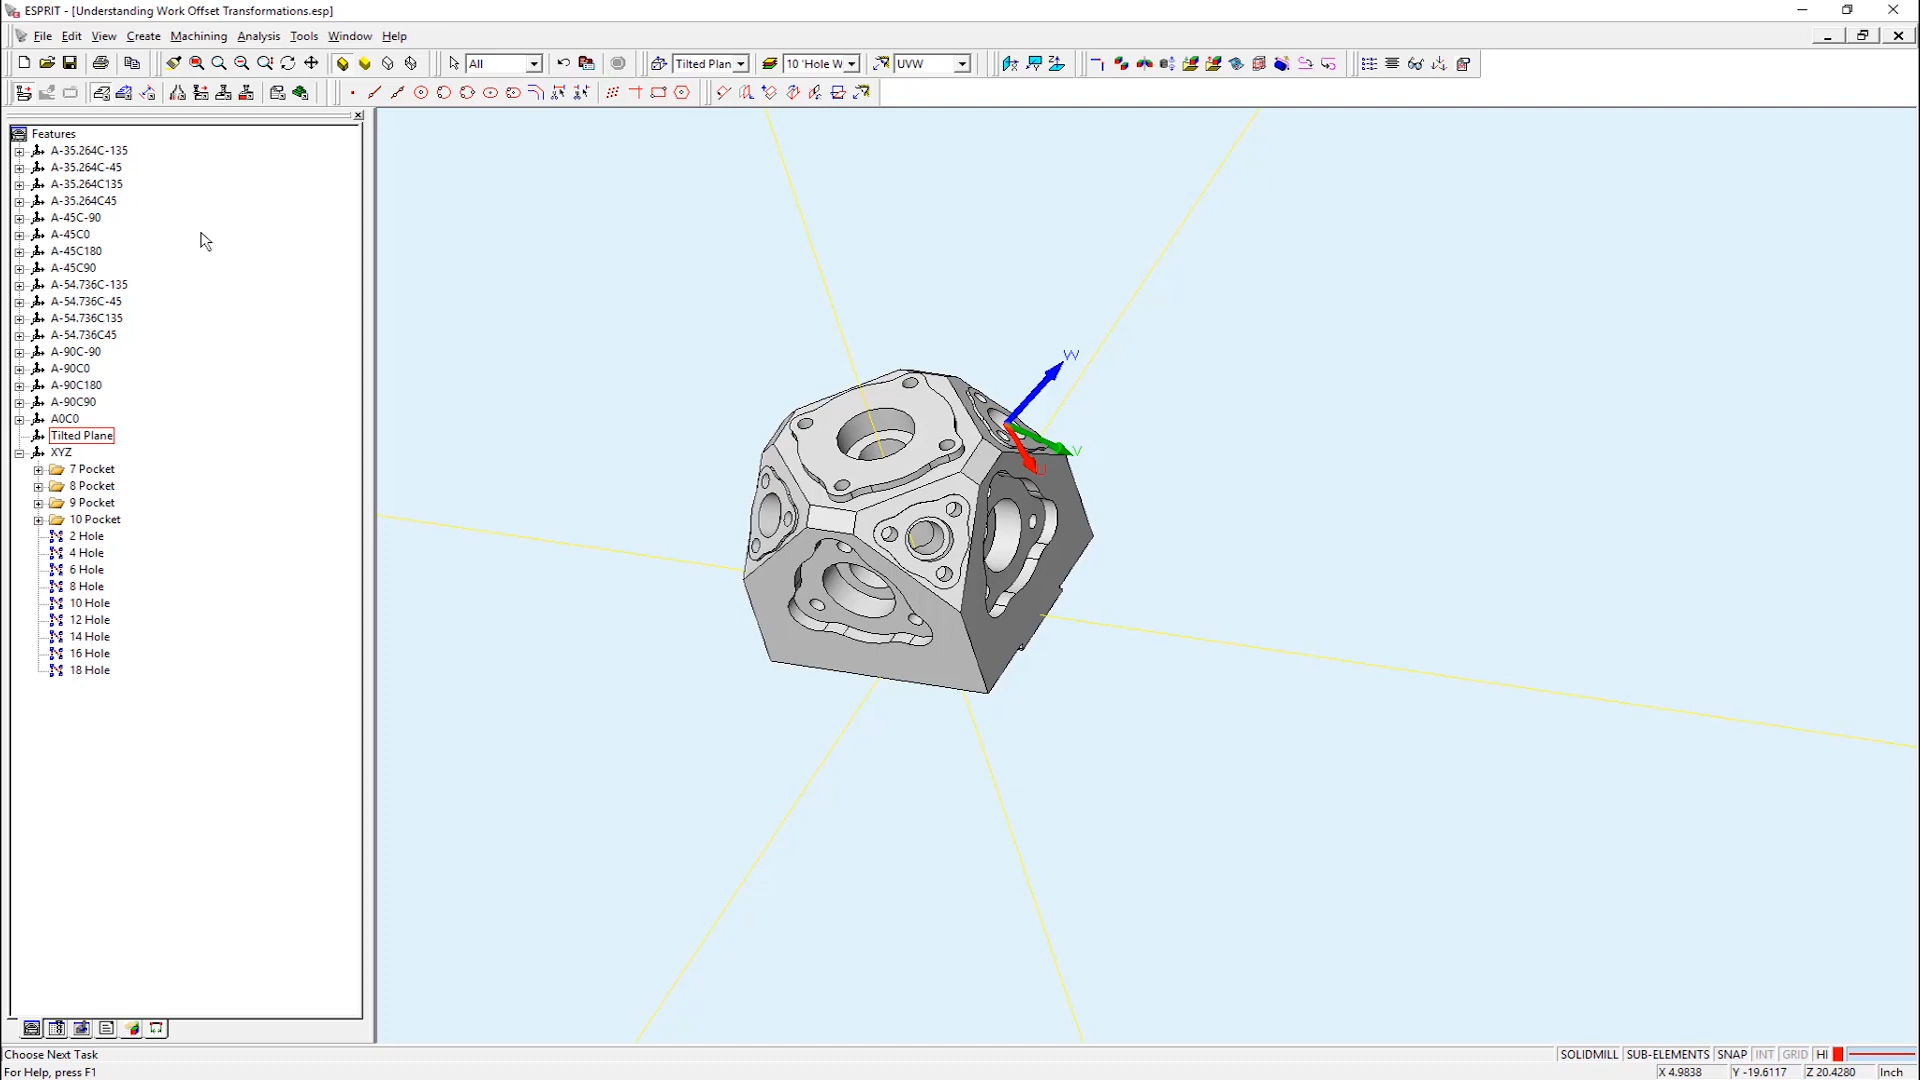 ESPRIT - [Understanding Work Offset Transformations.esp]
File Edit View Create Machining Analysis Tools Window Help
All Tilted Plan 10 'Hole W UVW
Features
A-35.264C-135
A-35.264C-45
A-35.264C135
A-35.264C45
A-45C-90
A-45C0
A-45C180
A-45C90
A-54.736C-135
A-54.736C-45
A-54.736C135
A-54.736C45
A-90C-90
A-90C0
A-90C180
A-90C90
A0C0
Tilted Plane
XYZ
7 Pocket
8 Pocket
9 Pocket
10 Pocket
2 Hole
4 Hole
6 Hole
8 Hole
10 Hole
12 Hole
14 Hole
16 Hole
18 Hole
W
V
U
Choose Next Task
SOLIDMILL SUB-ELEMENTS SNAP INT GRID HI
For Help, press F1
X 4.9838 Y -19.6117 Z 20.4280 Inch